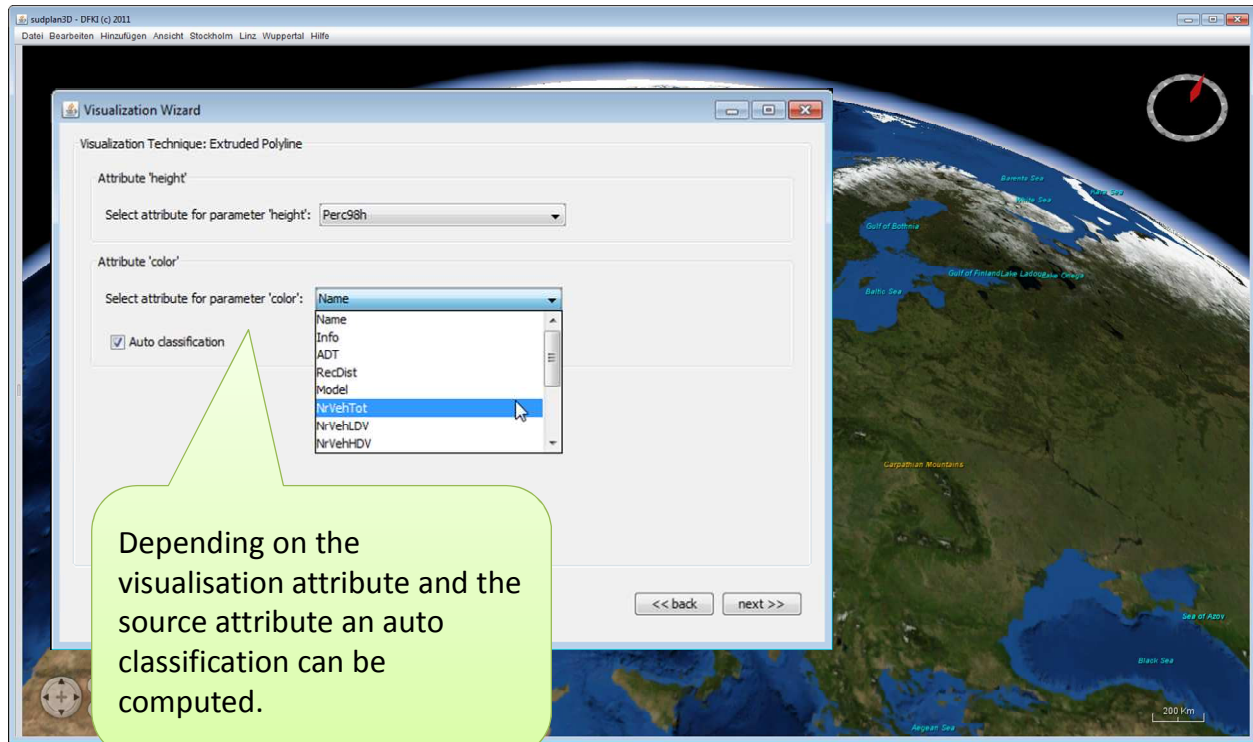 sudplan3D - DFKI (c) 2011
Datei Bearbeiten Hinzufügen Ansicht Stockholm Linz Wuppertal Hilfe
Visualization Wizard
Visualization Technique: Extruded Polyline
Attribute 'height'
Select attribute for parameter 'height': Perc98h
Attribute 'color'
Select attribute for parameter 'color': Name
Name
Info
ADT
RecDist
Model
NrVehTot
NrVehLDV
NrVehHDV
Auto classification
<< back next >>
Depending on the
visualisation attribute and the
source attribute an auto
classification can be
computed.
Barents Sea
Kara Sea
White Sea
Gulf of Bothnia
Gulf of Finland Lake Ladoga Lake Onega
Baltic Sea
Carpathian Mountains
Sea of Azov
Black Sea
Aegean Sea
200 Km